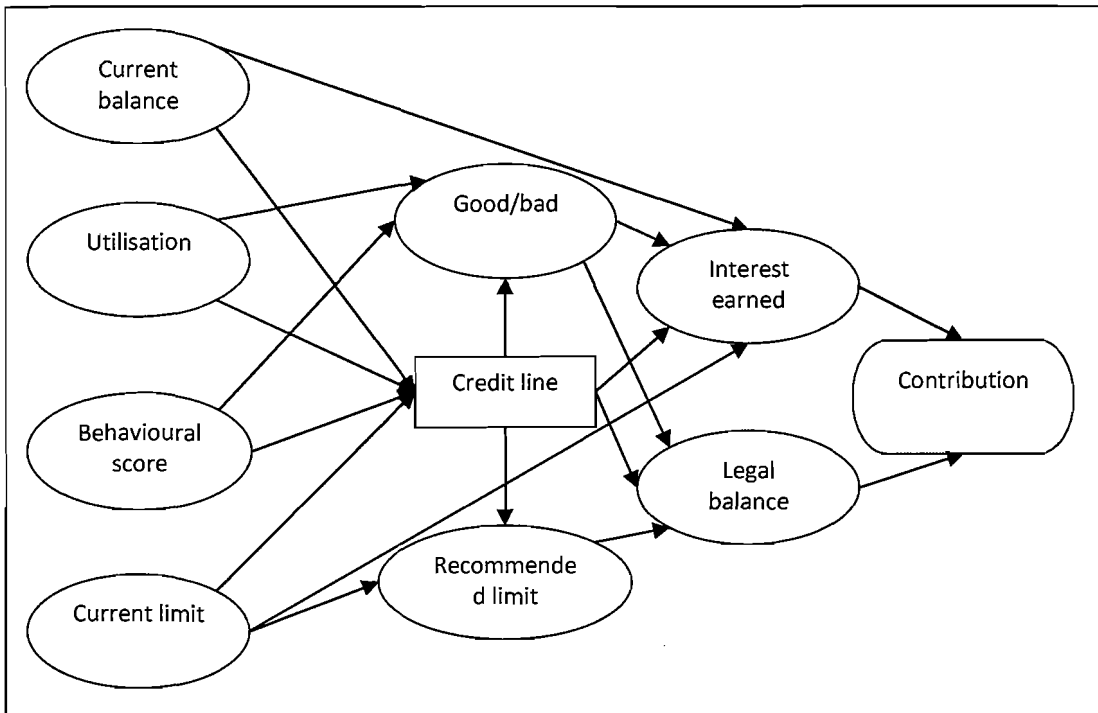 Current
balance
Utilisation
Behavioural
score
Current limit
Good/bad
Credit line
Recommende
d limit
Interest
earned
Legal
balance
Contribution